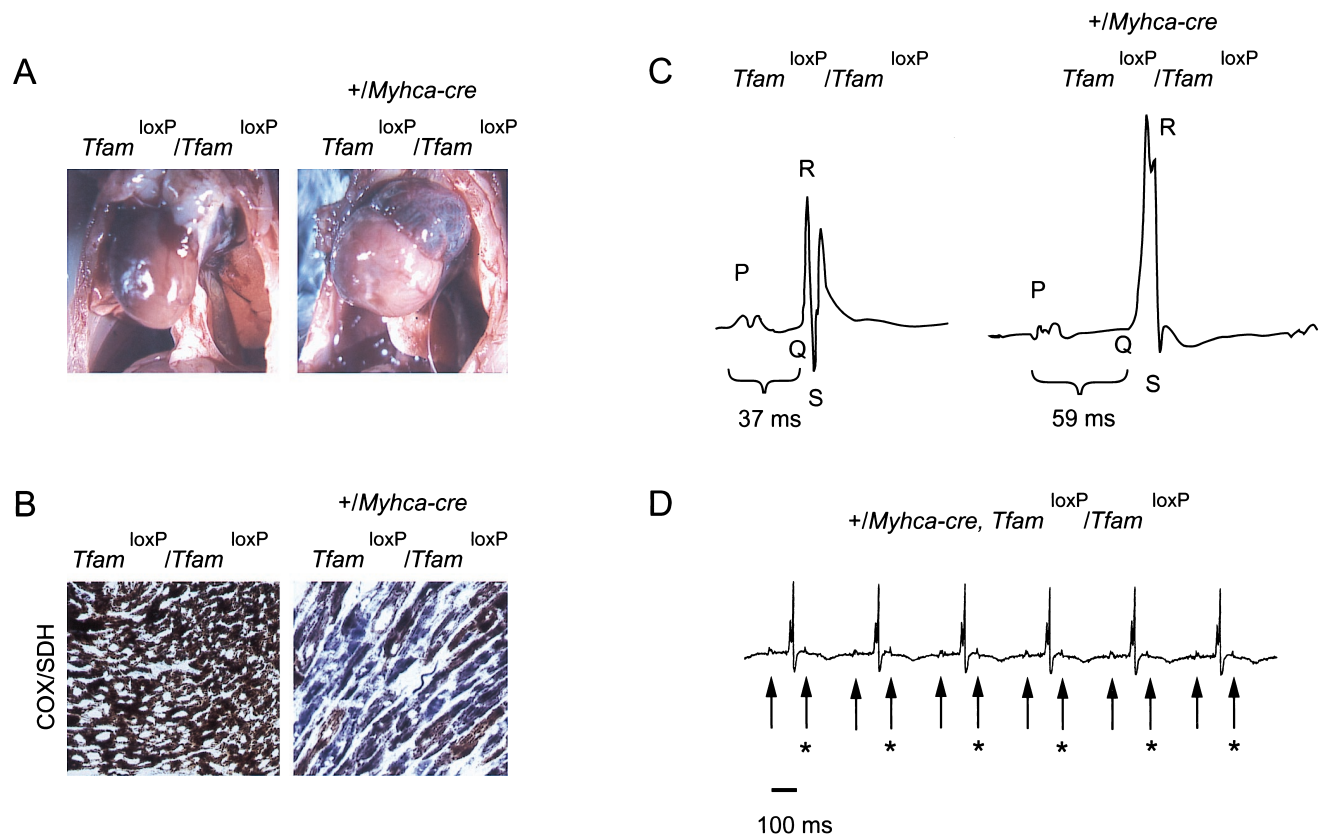 A
+/Myhca-cre
Tfam loxP /Tfam loxP
Tfam loxP /Tfam loxP
B
+/Myhca-cre
Tfam loxP /Tfam loxP
Tfam loxP /Tfam loxP
COX/SDH
C
+/Myhca-cre
Tfam loxP /Tfam loxP
Tfam loxP /Tfam loxP
R
P
Q
S
37 ms
R
P
Q
S
59 ms
D
+/Myhca-cre, Tfam loxP /Tfam loxP
* * * * * *
100 ms